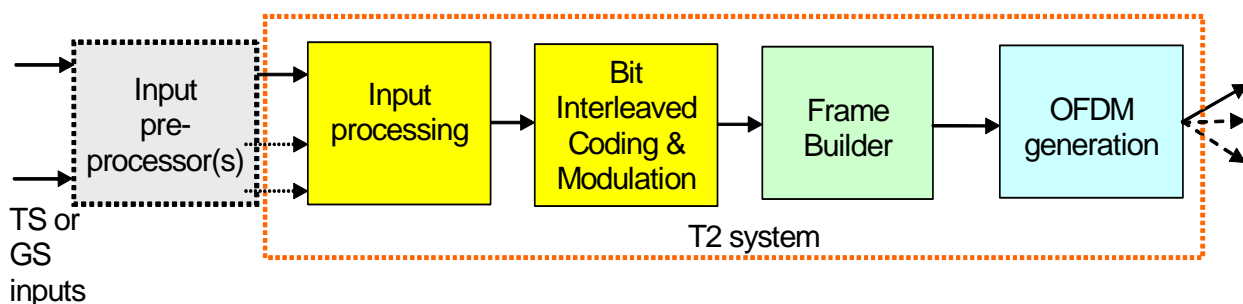 Input
pre-
processor(s)
Input
processing
Bit
Interleaved
Coding &
Modulation
Frame
Builder
OFDM
generation
TS or
GS
inputs
T2 system